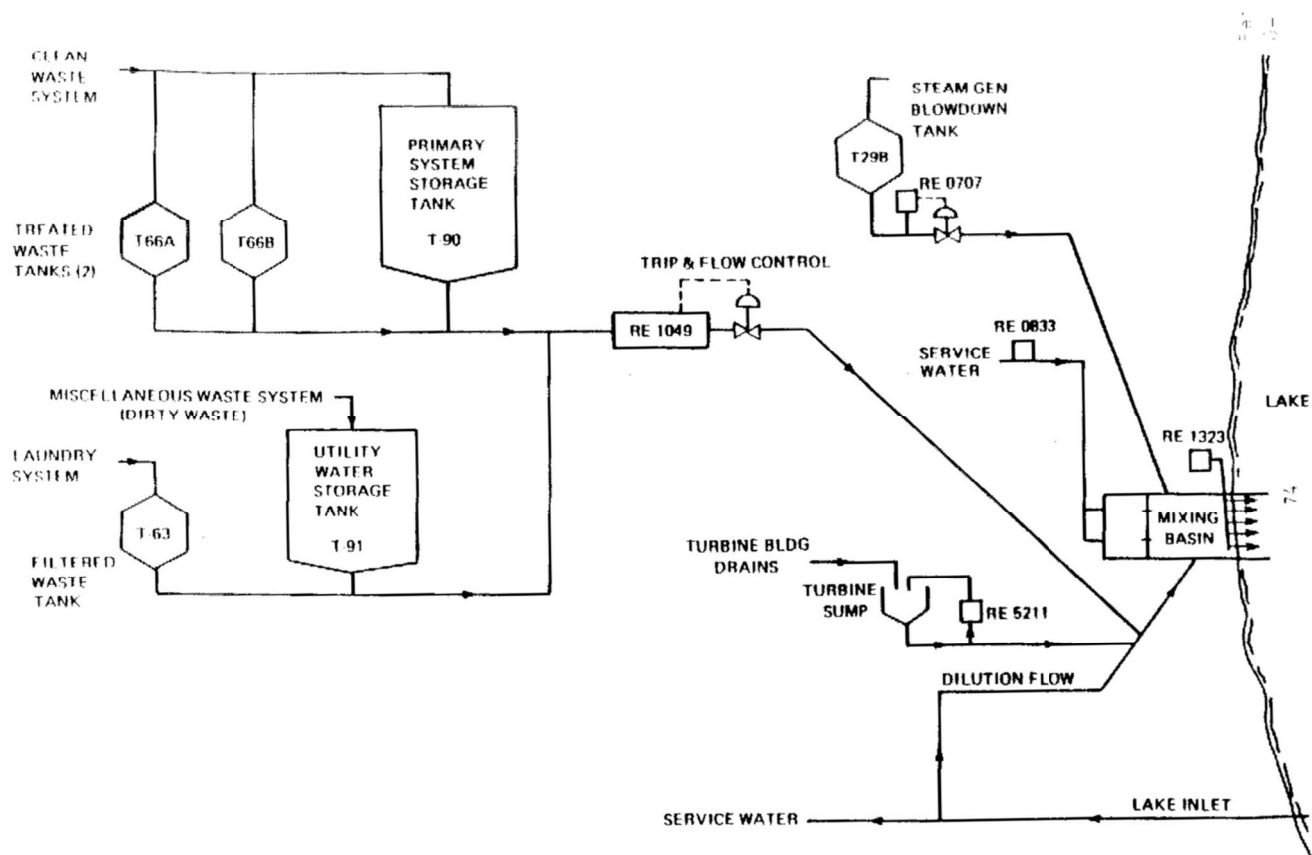 CLEAN
WASTE
SYSTEM
STEAM GEN
BLOWDOWN
TANK
PRIMARY
SYSTEM
STORAGE
TANK
T-90
T29B
RE 0707
TREATED
WASTE
TANKS (2)
T66A
T66B
TRIP & FLOW CONTROL
RE 1049
RE 0833
SERVICE
WATER
LAKE
MISCELLANEOUS WASTE SYSTEM
(DIRTY WASTE)
RE 1323
LAUNDRY
SYSTEM
UTILITY
WATER
STORAGE
TANK
T-91
74
MIXING
BASIN
T-63
FILTERED
WASTE
TANK
TURBINE BLDG
DRAINS
TURBINE
SUMP
RE 5211
DILUTION FLOW
LAKE INLET
SERVICE WATER